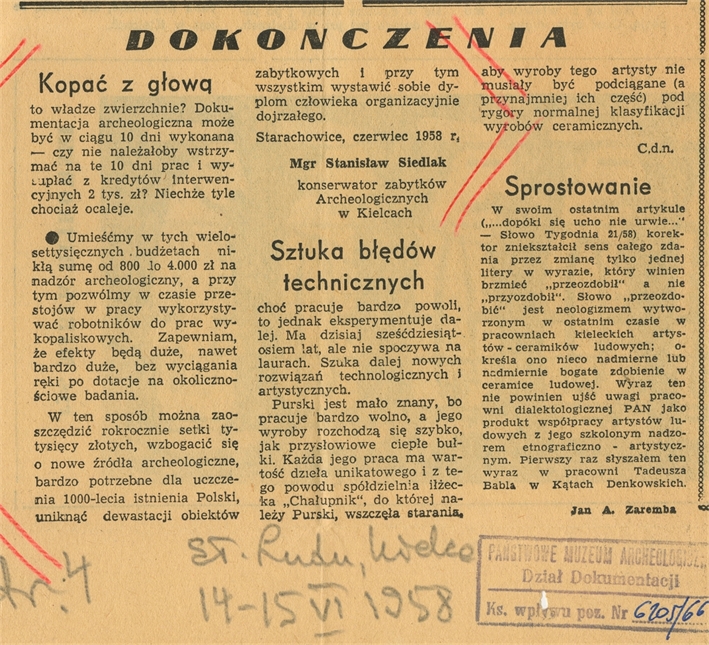 DOKOŃCZENIA
Kopać z głową
to władze zwierzchnie? Doku-
mentacja archeologiczna może
być w ciągu 10 dni wykonana
— czy nie należałoby wstrzy-
mać na te 10 dni prac i wy-
łupłać z kredytów interwen-
cyjnych 2 tys. zł? Niechże tyle
chociaż ocaleje.
● Umieśćmy w tych wielo-
settysięcznych budżetach ni-
kłą sumę od 800 do 4.000 zł na
nadzór archeologiczny, a przy
tym pozwólmy w czasie prze-
stojów w pracy wykorzysty-
wać robotników do prac wy-
kopaliskowych. Zapewniam,
że efekty będą duże, nawet
bardzo duże, bez wyciągania
ręki po dotacje na okoliczno-
ściowe badania.
W ten sposób można zao-
szczędzić rokrocznie setki ty-
tysięcy złotych, wzbogacić się
o nowe źródła archeologiczne,
bardzo potrzebne dla uczcze-
nia 1000-lecia istnienia Polski,
uniknąć dewastacji obiektów
zabytkowych i przy tym
wszystkim wystawić sobie dy-
plom człowieka organizacyjnie
dojrzałego.
Starachowice, czerwiec 1958 r.
Mgr Stanisław Siedlak
konserwator zabytków
Archeologicznych
w Kielcach
Sztuka błędów
technicznych
choć pracuje bardzo powoli,
to jednak eksperymentuje da-
lej. Ma dzisiaj sześćdziesiąt-
osiem lat, ale nie spoczywa na
laurach. Szuka dalej nowych
rozwiązań technologicznych i
artystycznych.
Purski jest mało znany, bo
pracuje bardzo wolno, a jego
wyroby rozchodzą się szybko,
jak przysłowiowe ciepłe buł-
ki. Każda jego praca ma war-
tość dzieła unikatowego i z te-
go powodu spółdzielnia iłżec-
ka „Chałupnik”, do której na-
leży Purski, wszczęła starania,
aby wyroby tego artysty nie
musiały być podciągane (a
przynajmniej ich część) pod
rygory normalnej klasyfikacji
wyrobów ceramicznych.
C.d.n.
Sprostowanie
W swoim ostatnim artykule
(„...dopóki się ucho nie urwie...”
— Słowo Tygodnia 21/58) korek-
tor zniekształcił sens całego zda-
nia przez zmianę tylko jednej
litery w wyrazie, który winien
brzmieć „przeozdobił” a nie
„przyozdobił”. Słowo „przeozdo-
bić” jest neologizmem wytwo-
rzonym w ostatnim czasie w
pracowniach kieleckich artys-
tów-ceramików ludowych; o-
kreśla ono nieco nadmierne lub
nadmiernie bogate zdobienie w
ceramice ludowej. Wyraz ten
nie powinien ujść uwagi praco-
wni dialektologicznej PAN jako
produkt współpracy artystów lu-
dowych z jego szkolonym nadzo-
rem etnograficzno - artystycz-
nym. Pierwszy raz słyszałem ten
wyraz w pracowni Tadeusza
Babla w Kątach Denkowskich.
Jan A. Zaremba
Nr. 4
Sł. Ludu, Kielce
14-15 VI 1958
PAŃSTWOWE MUZEUM ARCHEOLOGICZN
Dział Dokumentacji
Ks. wpływu poz. Nr 6205/66